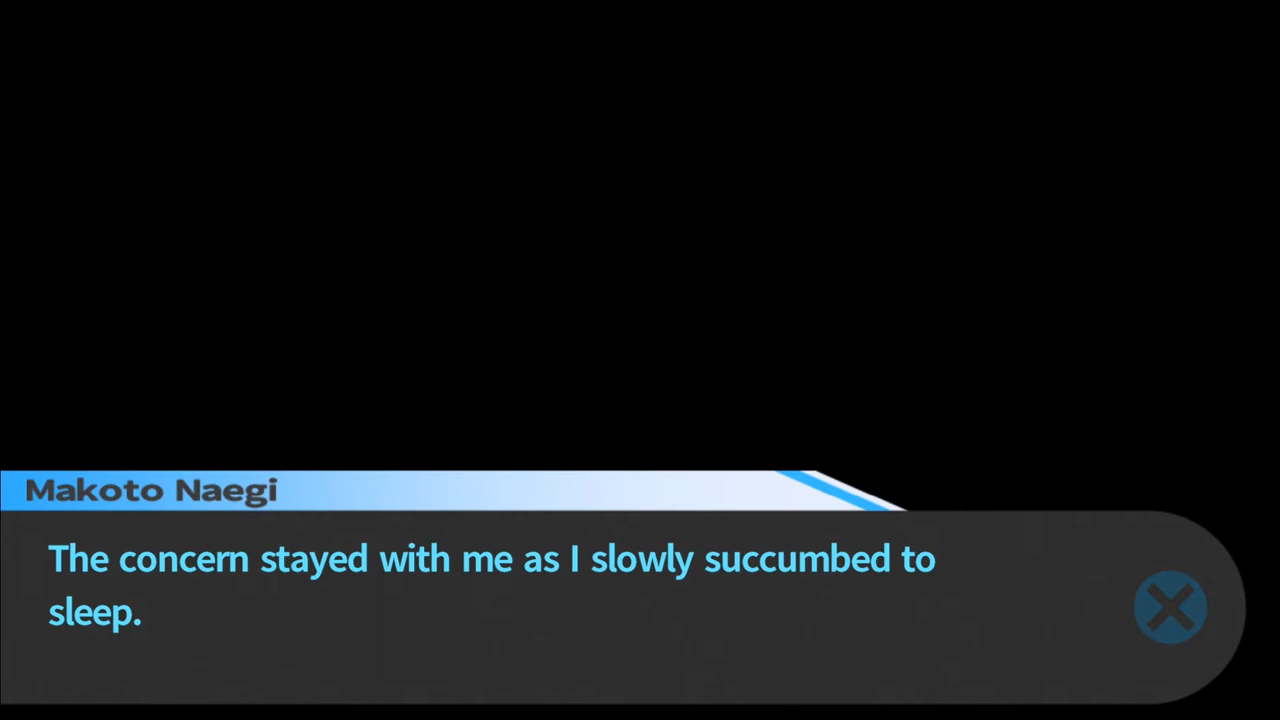 Makoto Naegi
The concern stayed with me as I slowly succumbed to
sleep.